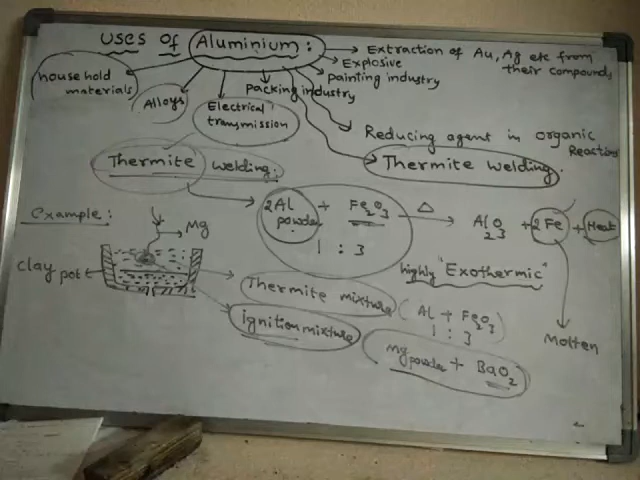 uses of Aluminium:
→ Extraction of Au, Ag etc from their compounds
→ Explosive
→ Painting industry
household materials
Alloys
Electrical transmission
Packing industry
Reducing agent in organic Reactions
Thermite welding.
Thermite welding:
2Al powder + Fe2O3 —Δ→ Al2O3 + 2Fe + Heat
1 : 3
highly "Exothermic"
Molten
Example:
Mg
clay pot
Thermite mixture (Al + Fe2O3)
1 : 3
ignition mixture
Mg powder + BaO2